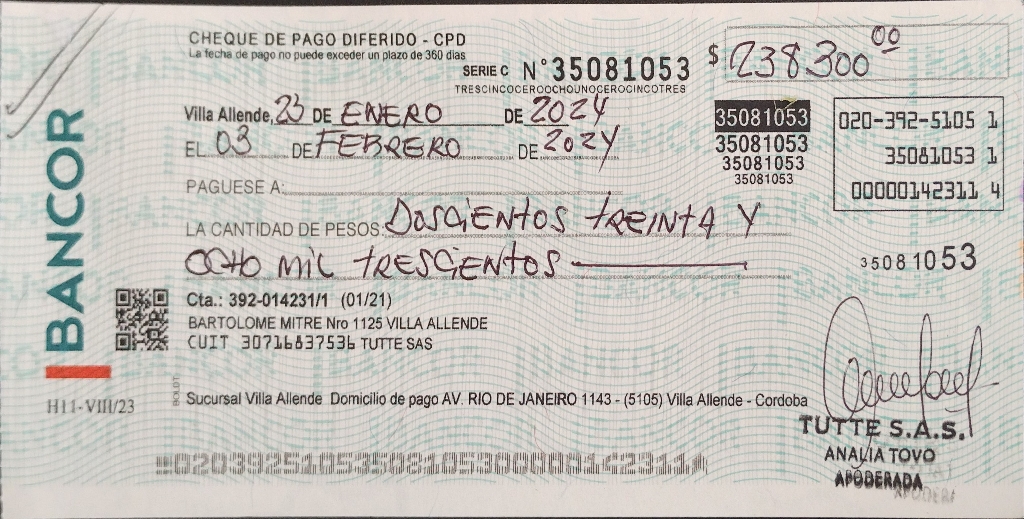 CHEQUE DE PAGO DIFERIDO - CPD
La fecha de pago no puede exceder un plazo de 360 días
SERIE C N° 35081053
TRESCINCOCEROOCHOUNOCEROCINCOTRES
$ 238300 00
Villa Allende, 23 DE ENERO DE 2024
EL 03 DE FEBRERO DE 2024
35081053
35081053
35081053
35081053
020-392-5105 1
35081053 1
00000142311 4
PAGUESE A:
LA CANTIDAD DE PESOS DOSCIENTOS TREINTA Y
OCHO MIL TRESCIENTOS
35081053
BANCOR
Cta.: 392-014231/1 (01/21)
BARTOLOME MITRE Nro 1125 VILLA ALLENDE
CUIT 30716837536 TUTTE SAS
H11-VIII/23
BOLDT
Sucursal Villa Allende Domicilio de pago AV. RIO DE JANEIRO 1143 - (5105) Villa Allende - Cordoba
TUTTE S.A.S.
ANALIA TOVO
APODERADA